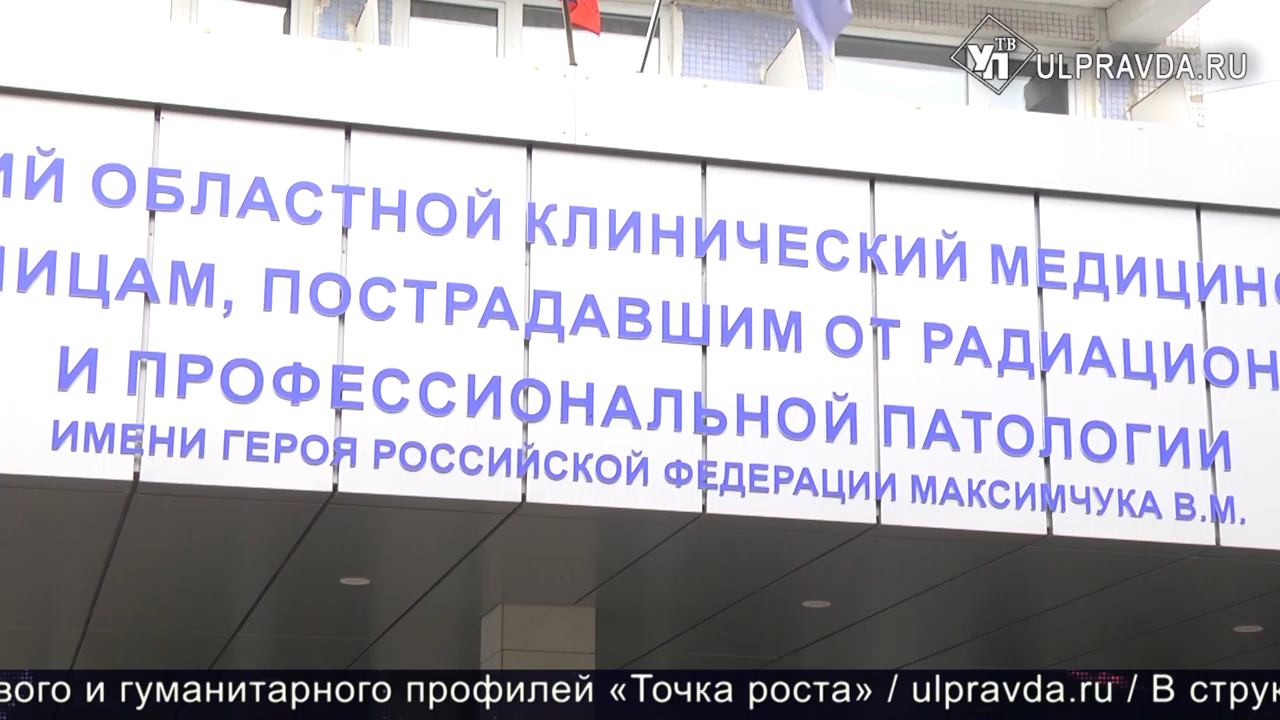 УП ТВ ULPRAVDA.RU
ИЙ ОБЛАСТНОЙ КЛИНИЧЕСКИЙ МЕДИЦИНС
ЛИЦАМ, ПОСТРАДАВШИМ ОТ РАДИАЦИОН
И ПРОФЕССИОНАЛЬНОЙ ПАТОЛОГИИ
ИМЕНИ ГЕРОЯ РОССИЙСКОЙ ФЕДЕРАЦИИ МАКСИМЧУКА В.М.
вого и гуманитарного профилей «Точка роста» / ulpravda.ru / В струк